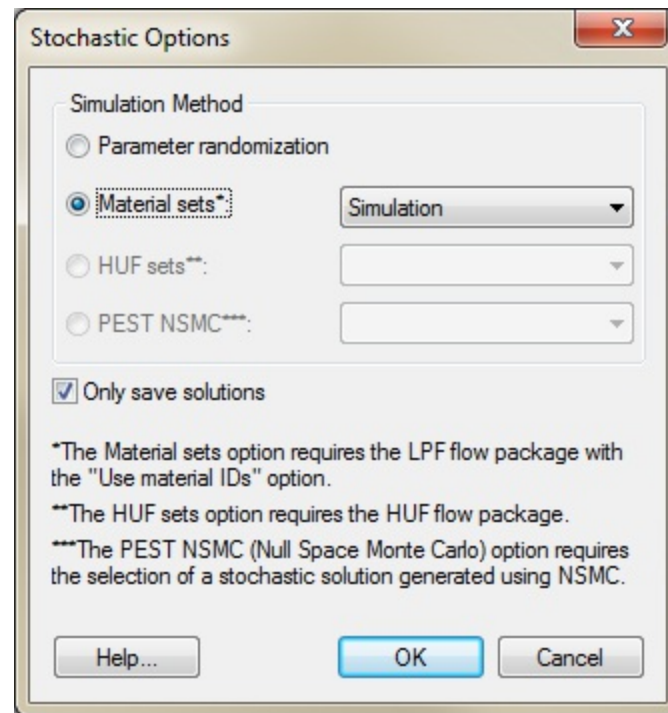 Stochastic Options
Simulation Method
Parameter randomization
Material sets*:
Simulation
HUF sets**:
PEST NSMC***:
Only save solutions
*The Material sets option requires the LPF flow package with
the "Use material IDs" option.
**The HUF sets option requires the HUF flow package.
***The PEST NSMC (Null Space Monte Carlo) option requires
the selection of a stochastic solution generated using NSMC.
Help...
OK
Cancel